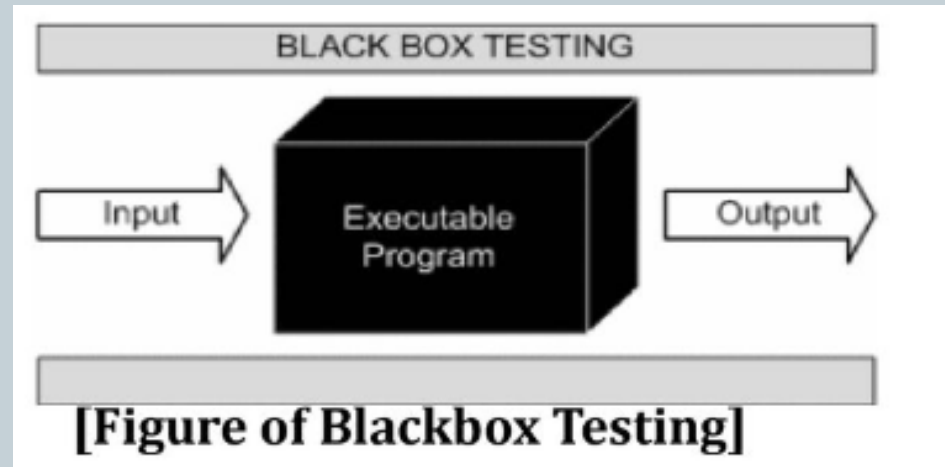 BLACK BOX TESTING
Input
Executable
Program
Output
[Figure of Blackbox Testing]